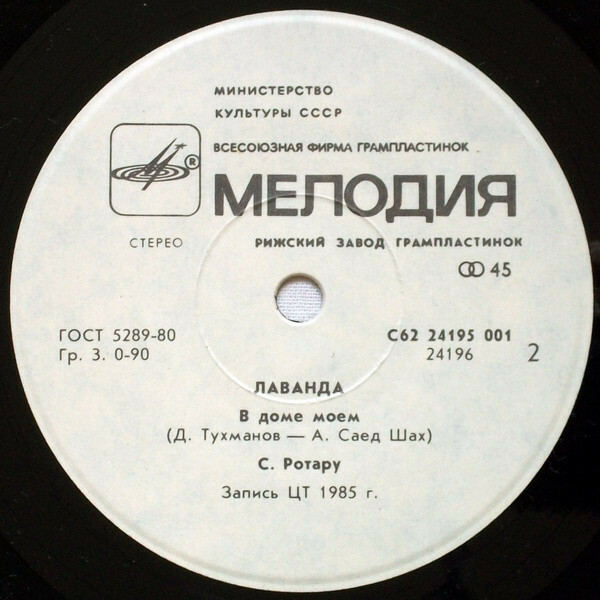 МИНИСТЕРСТВО
КУЛЬТУРЫ СССР
ВСЕСОЮЗНАЯ ФИРМА ГРАМПЛАСТИНОК
®
МЕЛОДИЯ
СТЕРЕО
РИЖСКИЙ ЗАВОД ГРАМПЛАСТИНОК
45
ГОСТ 5289-80
С62 24195 001
Гр. 3. 0-90
24196
2
ЛАВАНДА
В доме моем
(Д. Тухманов — А. Саед Шах)
С. Ротару
Запись ЦТ 1985 г.